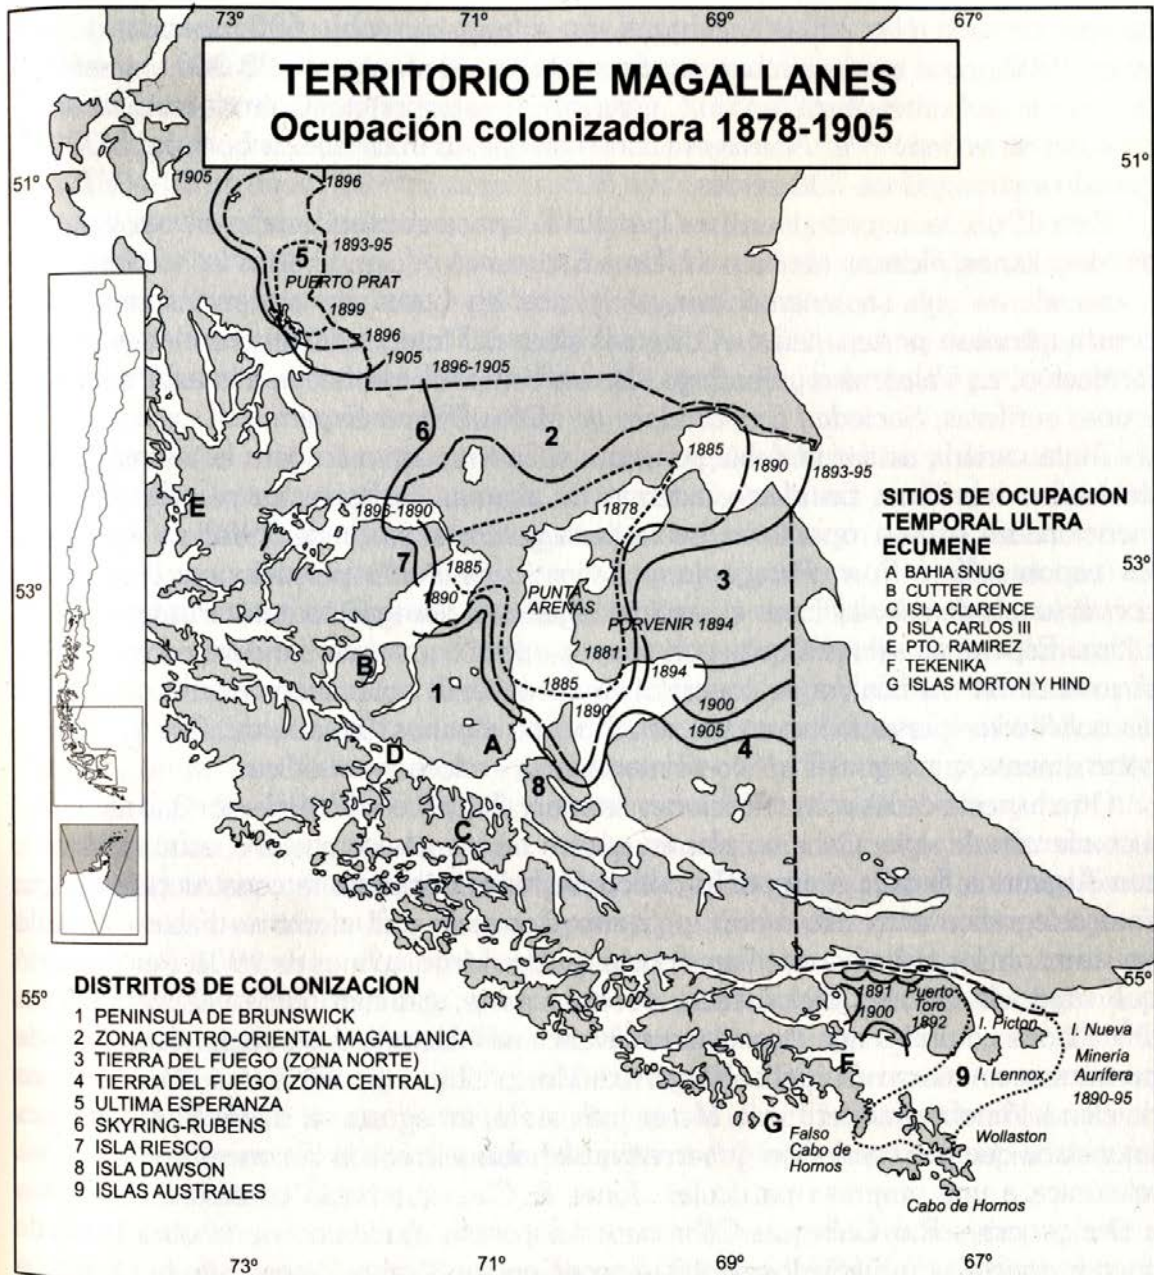 73º 71º 69º 67º
TERRITORIO DE MAGALLANES
Ocupación colonizadora 1878-1905
51° 51°
1905 1896
1893-95
5
PUERTO PRAT
1899
1896
1905 1896-1905
6 2
1885
1890 1893-95
E
1896-1890 1878
SITIOS DE OCUPACION
TEMPORAL ULTRA
ECUMENE
A BAHIA SNUG
B CUTTER COVE
C ISLA CLARENCE
D ISLA CARLOS III
E PTO RAMIREZ
F TEKENIKA
G ISLAS MORTON Y HIND
53° 53°
1885
1890
PUNTA
ARENAS
3
PORVENIR 1894
1881
B
1885 1894
1890 1900
1905
D A 4
8
C
55° 55°
DISTRITOS DE COLONIZACIÓN
1 PENINSULA DE BRUNSWICK
2 ZONA CENTRO-ORIENTAL MAGALLANICA
3 TIERRA DEL FUEGO (ZONA NORTE)
4 TIERRA DEL FUEGO (ZONA CENTRAL)
5 ULTIMA ESPERANZA
6 SKYRING-RUBENS
7 ISLA RIESCO
8 ISLA DAWSON
9 ISLAS AUSTRALES
1891
1900
Puerto
Toro
1892
I. Picton
I. Nueva
I. Lennox
Minería
Aurífera
1890-95
F 9
G
Falso
Cabo de
Hornos
Wollaston
Cabo de Hornos
73° 71° 69° 67°